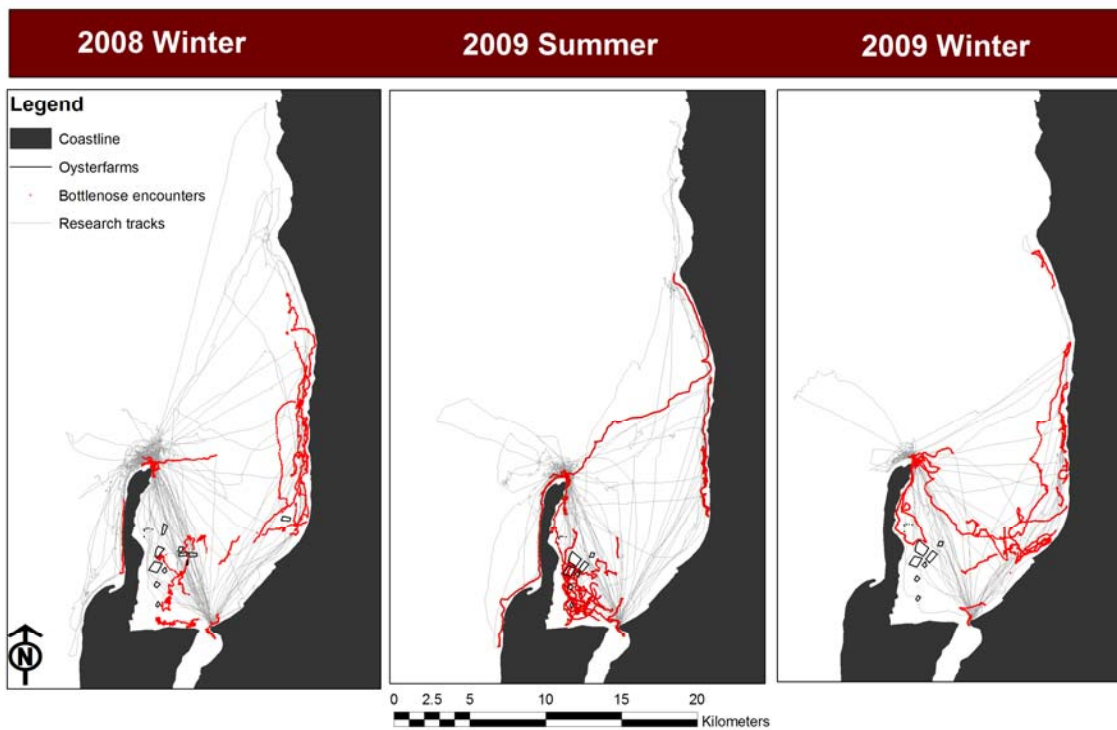 2008 Winter
2009 Summer
2009 Winter
Legend
Coastline
Oysterfarms
Bottlenose encounters
Research tracks
N
0 2.5 5 10 15 20
Kilometers